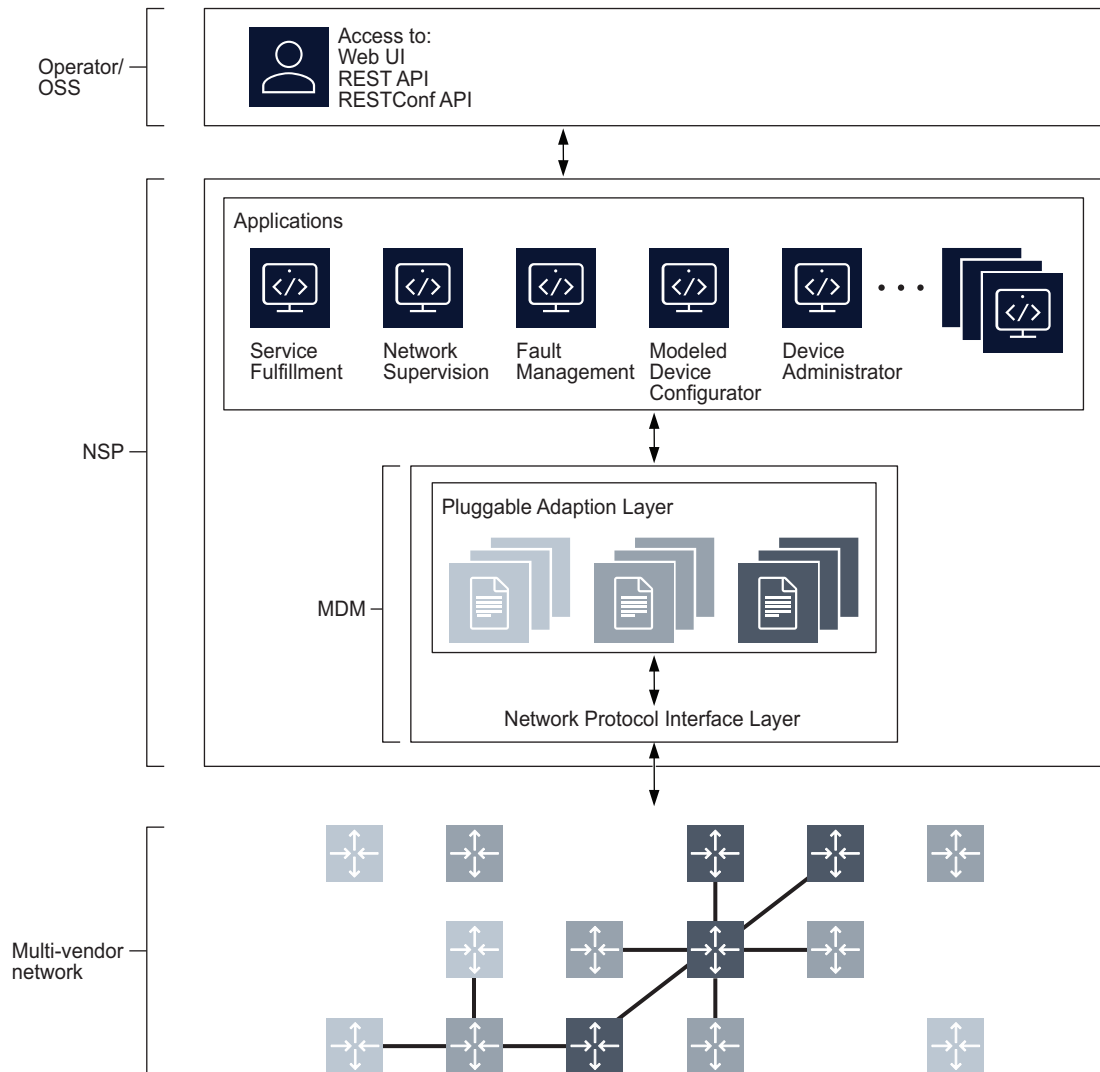 Operator/
OSS
Access to:
Web UI
REST API
RESTConf API
NSP
Applications
Service
Fulfillment
Network
Supervision
Fault
Management
Modeled
Device
Configurator
Device
Administrator
MDM
Pluggable Adaption Layer
Network Protocol Interface Layer
Multi-vendor
network